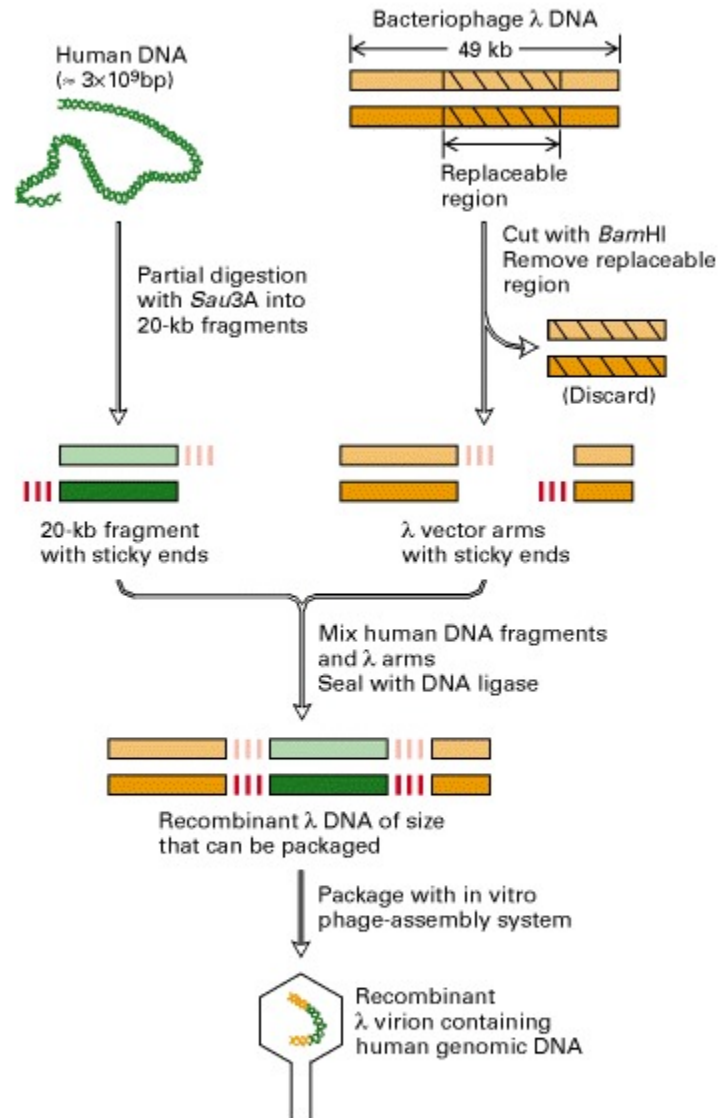 Bacteriophage λ DNA
49 kb
Human DNA
(≈ 3×10⁹bp)
Replaceable
region
Cut with BamHI
Remove replaceable
region
Partial digestion
with Sau3A into
20-kb fragments
(Discard)
20-kb fragment
with sticky ends
λ vector arms
with sticky ends
Mix human DNA fragments
and λ arms
Seal with DNA ligase
Recombinant λ DNA of size
that can be packaged
Package with in vitro
phage-assembly system
Recombinant
λ virion containing
human genomic DNA